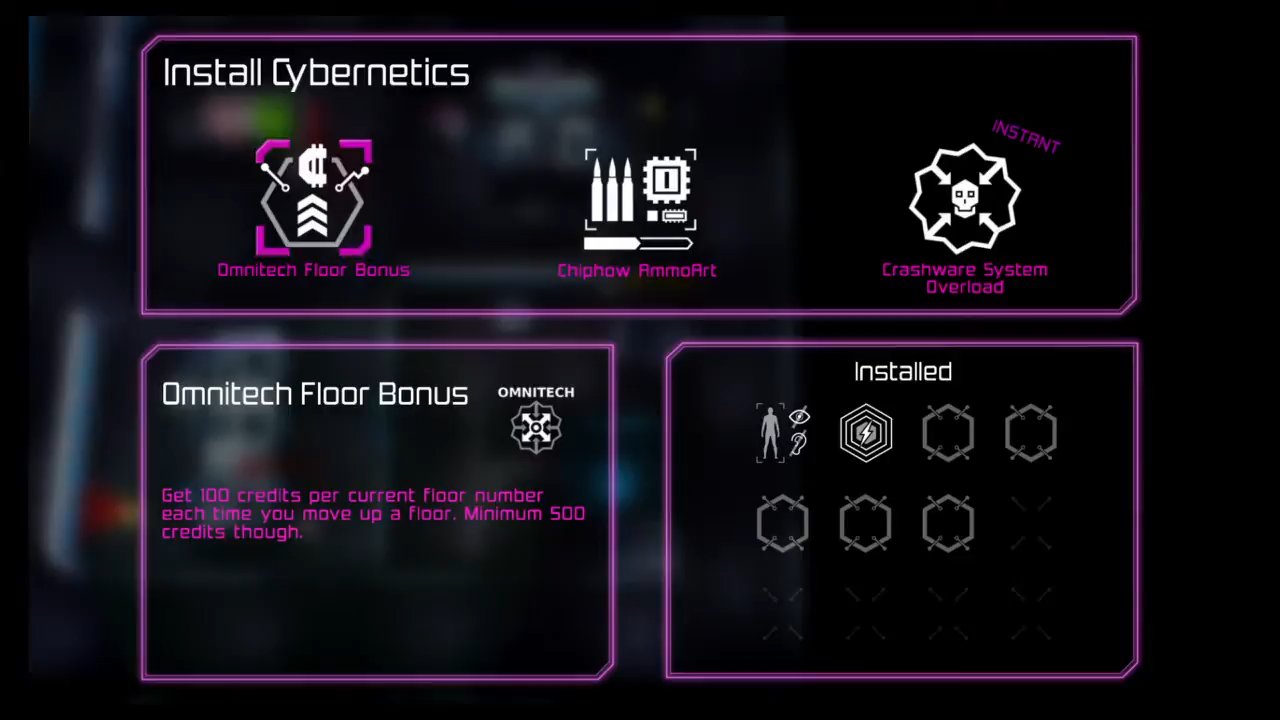 Install Cybernetics
INSTANT
Omnitech Floor Bonus
Chiphow AmmoArt
Crashware System
Overload
Omnitech Floor Bonus
OMNITECH
Get 100 credits per current floor number
each time you move up a floor. Minimum 500
credits though.
Installed